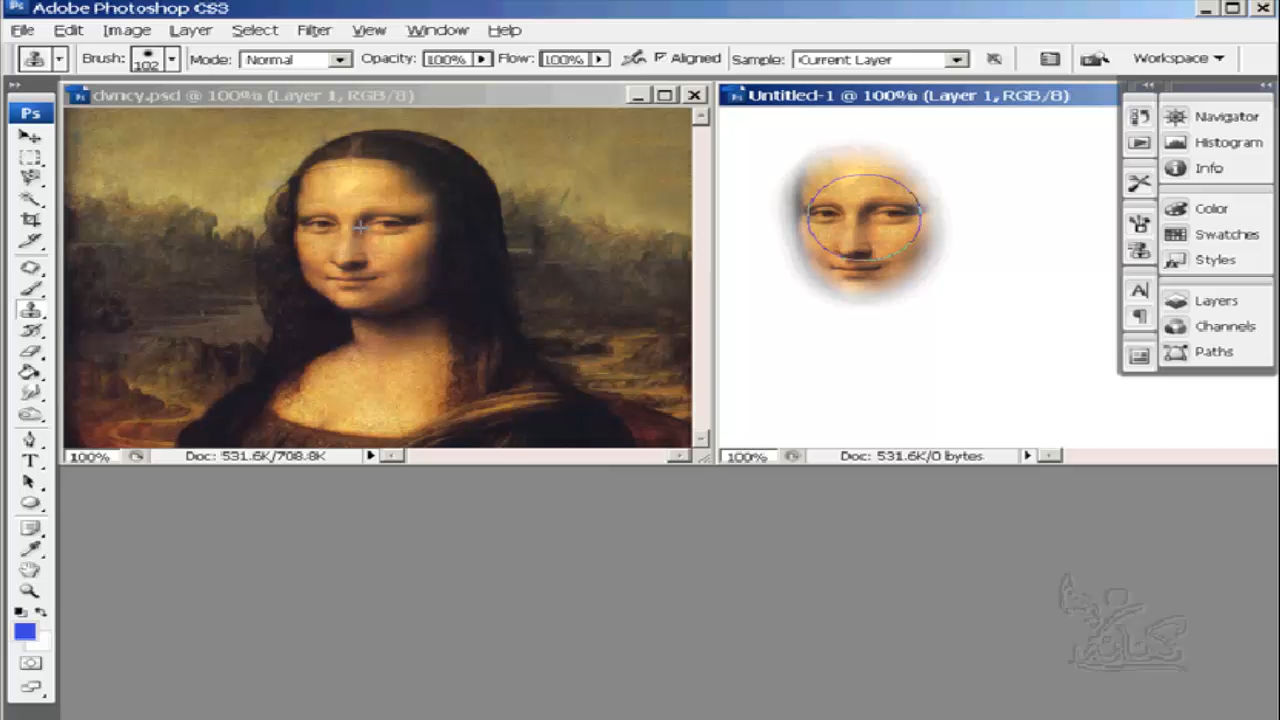 Adobe Photoshop CS3
File Edit Image Layer Select Filter View Window Help
Brush: 102 Mode: Normal Opacity: 100% Flow: 100% Aligned Sample: Current Layer Workspace
dvncy.psd @ 100% (Layer 1, RGB/8)
Untitled-1 @ 100% (Layer 1, RGB/8)
Ps
Navigator
Histogram
Info
Color
Swatches
Styles
Layers
Channels
Paths
100% Doc: 531.6K/708.8K
100% Doc: 531.6K/0 bytes